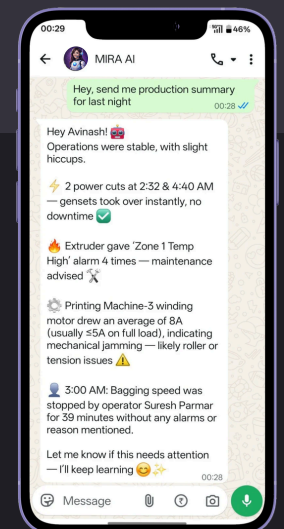 00:29
46%
MIRA AI
Hey, send me production summary
for last night
00:28
Hey Avinash! 🤖
Operations were stable, with slight
hiccups.
⚡ 2 power cuts at 2:32 & 4:40 AM
— gensets took over instantly, no
downtime ✅
🔥 Extruder gave ‘Zone 1 Temp
High’ alarm 4 times — maintenance
advised 🛠️
⚙️ Printing Machine-3 winding
motor drew an average of 8A
(usually ≤5A on full load), indicating
mechanical jamming — likely roller or
tension issues ⚠️
👤 3:00 AM: Bagging speed was
stopped by operator Suresh Parmar
for 39 minutes without any alarms or
reason mentioned.
Let me know if this needs attention
— I’ll keep learning 😊✨
00:28
Message
₹